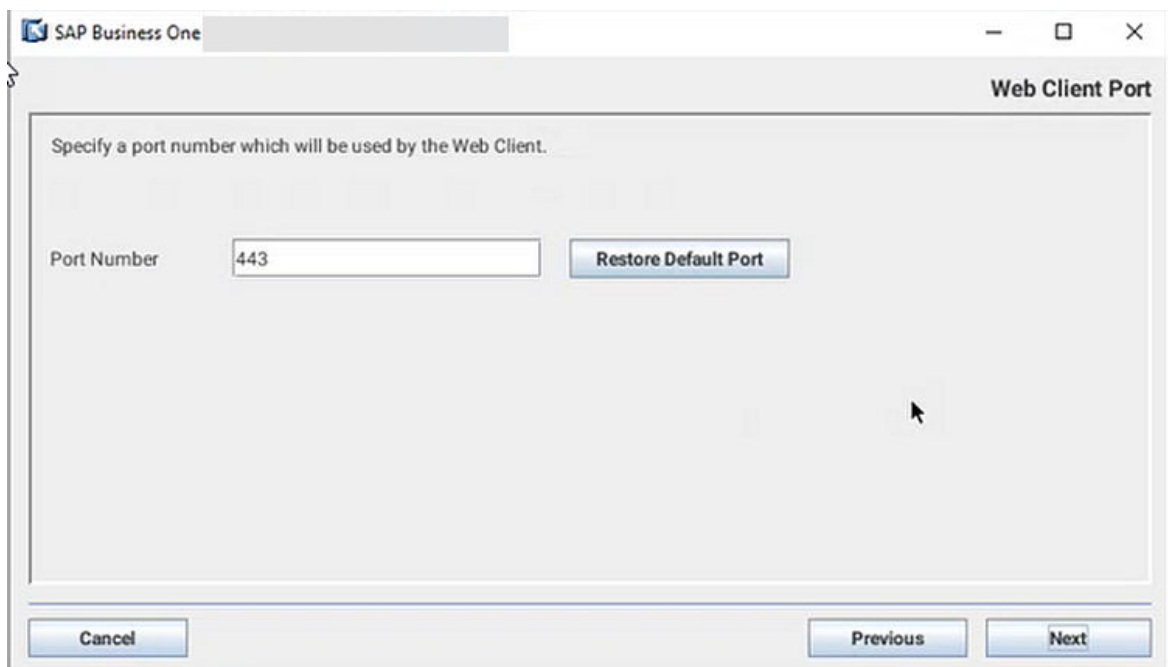 SAP Business One
Web Client Port
Specify a port number which will be used by the Web Client.
Port Number 443 Restore Default Port
Cancel Previous Next